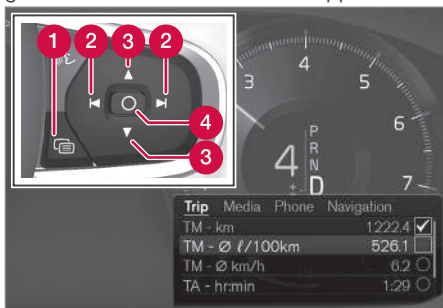 1 2 3 2
4
3
3 4 5 6 7
P
R
N
D
4
+
D
Trip Media Phone Navigation
TM - km 1222.4
TM - Ø ℓ/100km 526.1
TM - Ø km/h 6.2
TA - hr:min 1:29